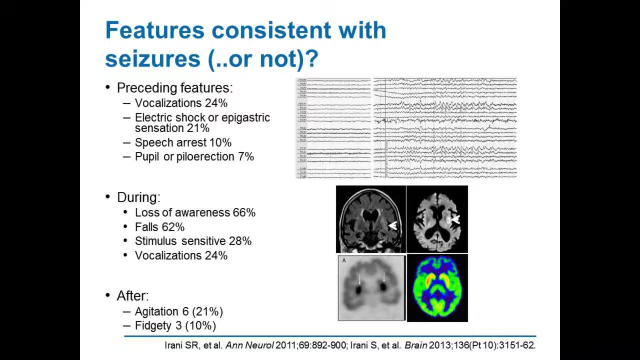 Features consistent with
seizures (..or not)?
• Preceding features:
– Vocalizations 24%
– Electric shock or epigastric
sensation 21%
– Speech arrest 10%
– Pupil or piloerection 7%
• During:
• Loss of awareness 66%
• Falls 62%
• Stimulus sensitive 28%
• Vocalizations 24%
• After:
– Agitation 6 (21%)
– Fidgety 3 (10%)
A
Irani SR, et al. Ann Neurol 2011;69:892-900; Irani S, et al. Brain 2013;136(Pt 10):3151-62.